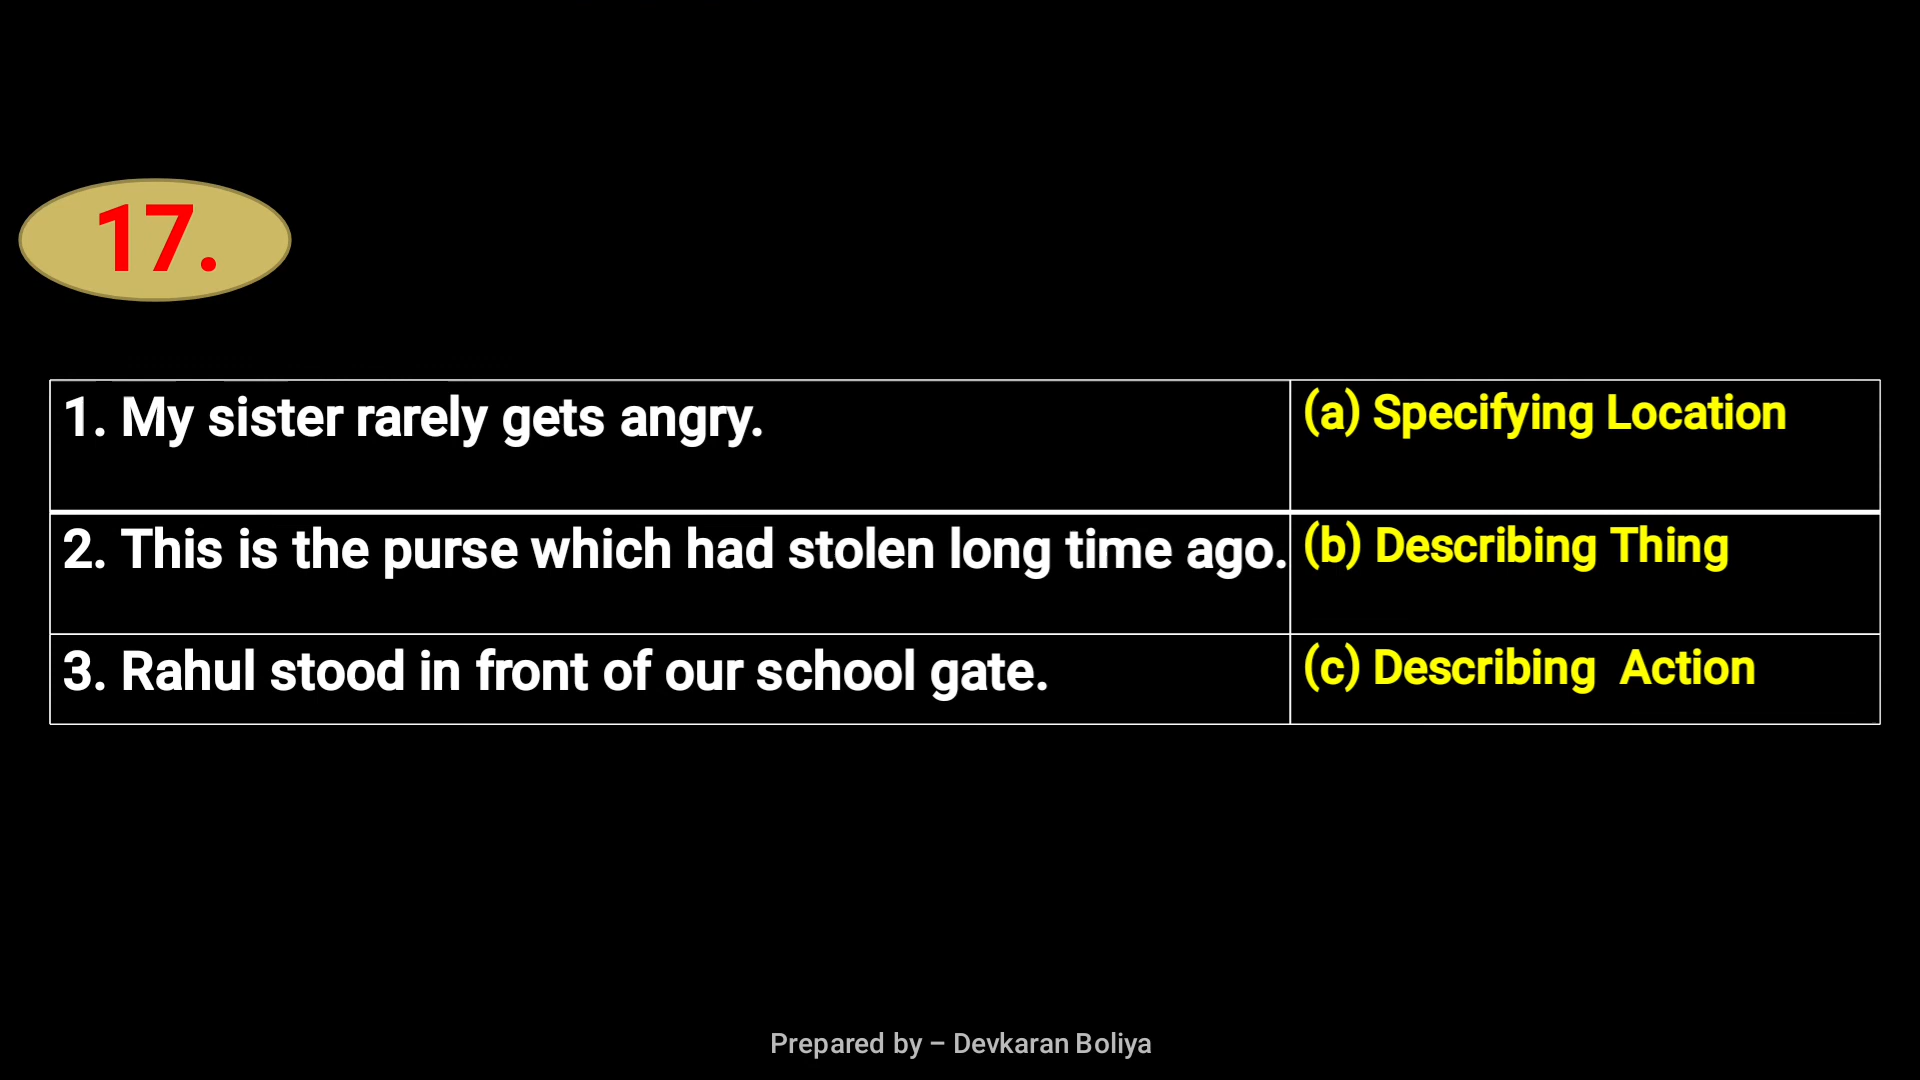 17.
1. My sister rarely gets angry.
(a) Specifying Location
2. This is the purse which had stolen long time ago.
(b) Describing Thing
3. Rahul stood in front of our school gate.
(c) Describing  Action
Prepared by – Devkaran Boliya